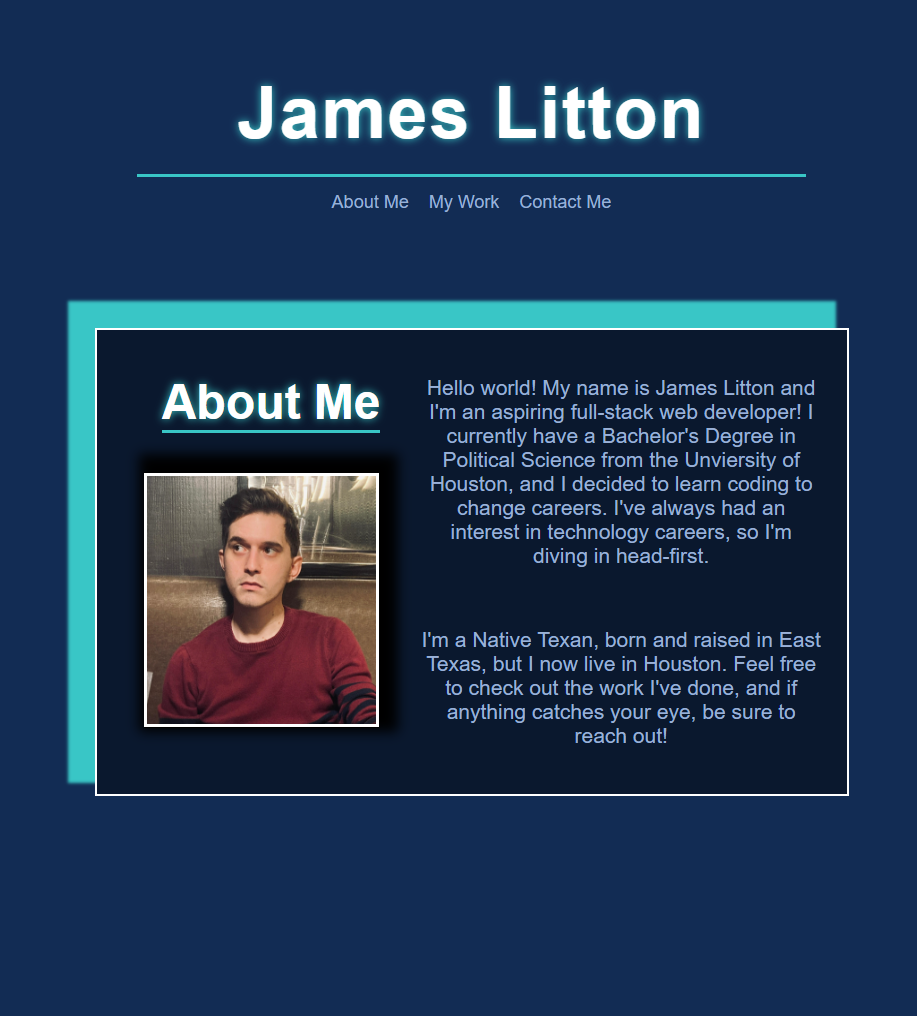 James Litton
About Me My Work Contact Me
About Me
Hello world! My name is James Litton and
I'm an aspiring full-stack web developer! I
currently have a Bachelor's Degree in
Political Science from the Unviersity of
Houston, and I decided to learn coding to
change careers. I've always had an
interest in technology careers, so I'm
diving in head-first.
I'm a Native Texan, born and raised in East
Texas, but I now live in Houston. Feel free
to check out the work I've done, and if
anything catches your eye, be sure to
reach out!